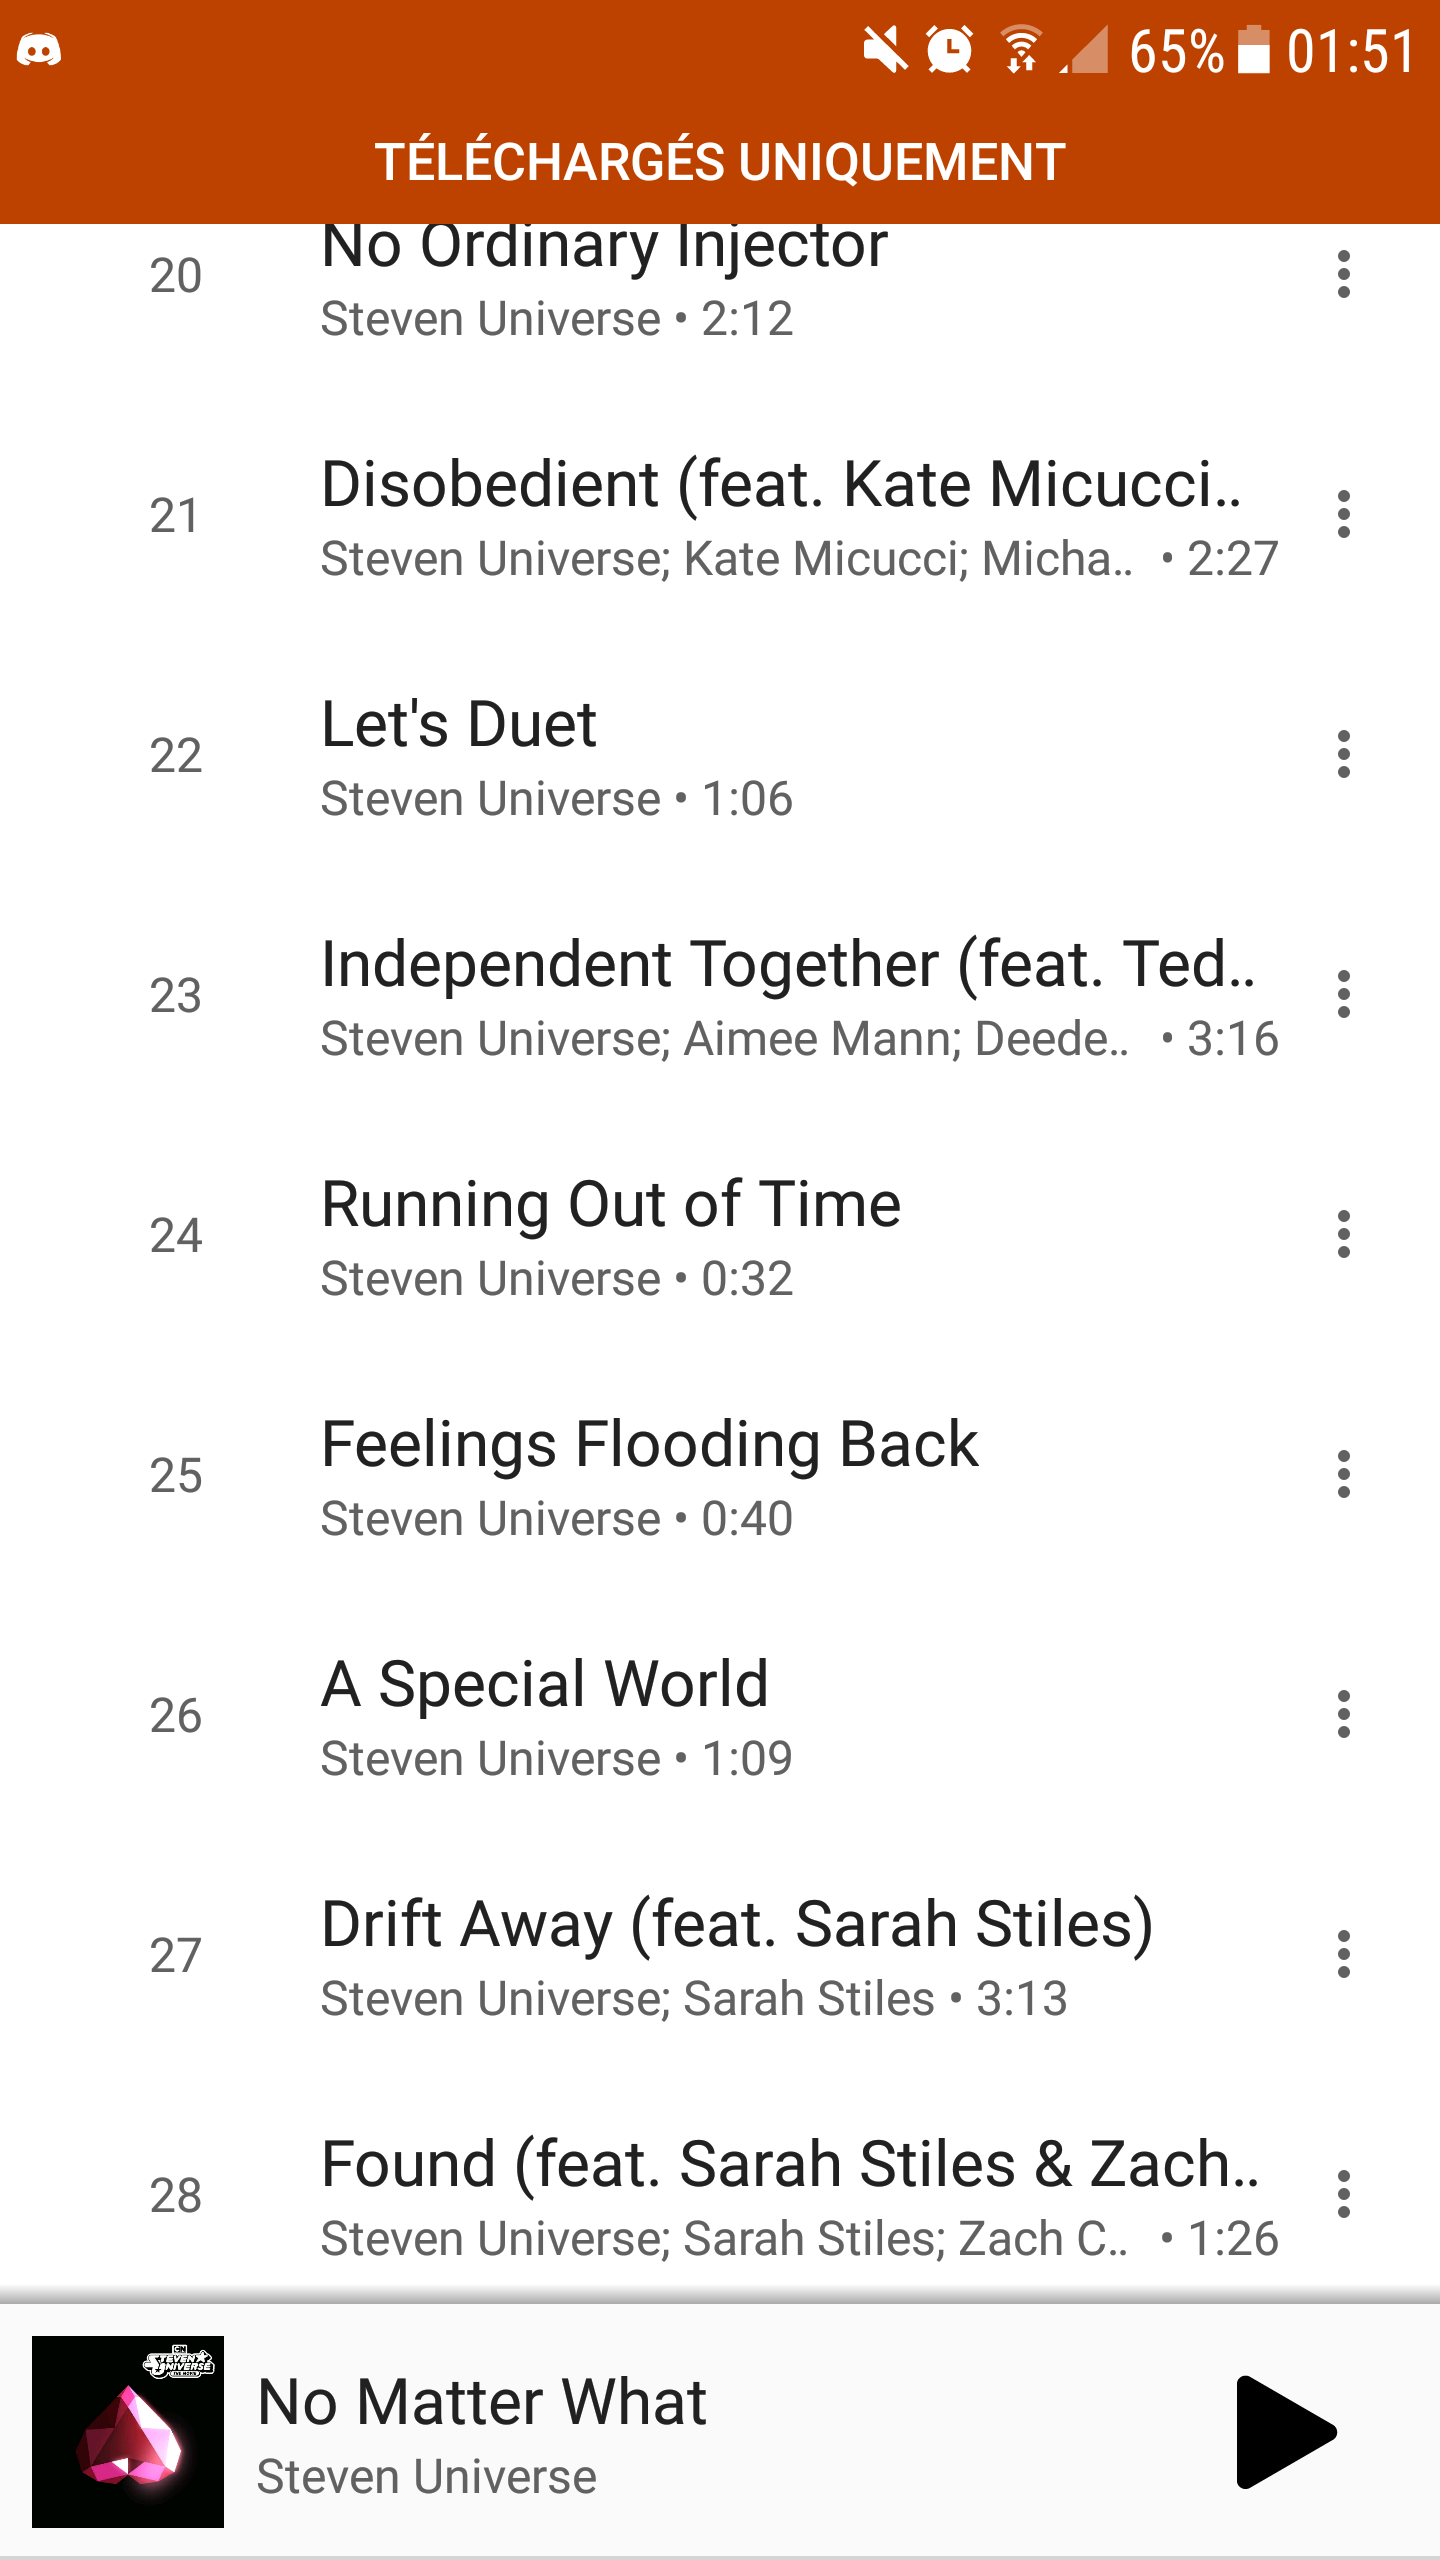 65% 01:51
TÉLÉCHARGÉS UNIQUEMENT
20
No Ordinary Injector
Steven Universe • 2:12
21
Disobedient (feat. Kate Micucci..
Steven Universe; Kate Micucci; Micha.. • 2:27
22
Let's Duet
Steven Universe • 1:06
23
Independent Together (feat. Ted..
Steven Universe; Aimee Mann; Deede.. • 3:16
24
Running Out of Time
Steven Universe • 0:32
25
Feelings Flooding Back
Steven Universe • 0:40
26
A Special World
Steven Universe • 1:09
27
Drift Away (feat. Sarah Stiles)
Steven Universe; Sarah Stiles • 3:13
28
Found (feat. Sarah Stiles & Zach..
Steven Universe; Sarah Stiles; Zach C.. • 1:26
CN
STEVEN
UNIVERSE
THE MOVIE
No Matter What
Steven Universe